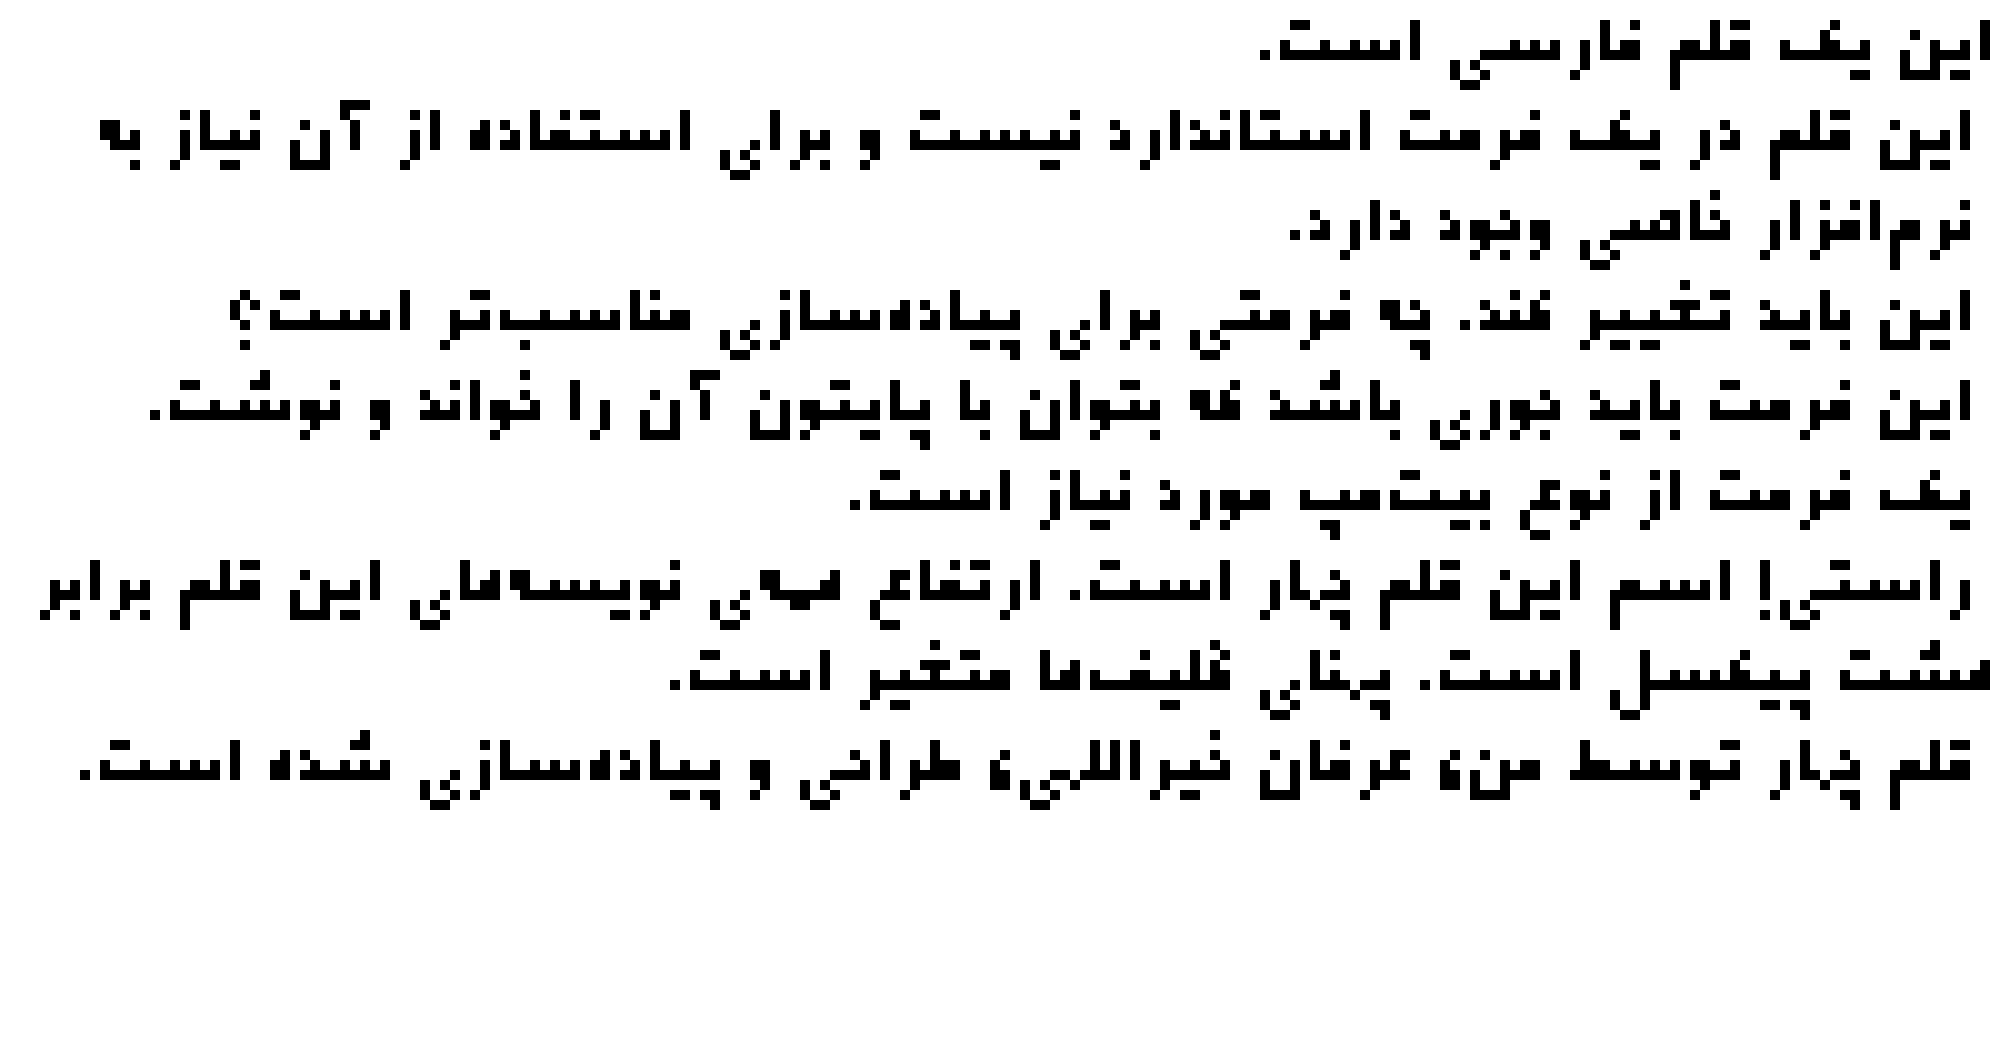 این یک قلم فارسی است.
این قلم در یک فرمت استاندارد نیست و برای استفاده از آن نیاز به
نرم‌افزار خاصی وجود دارد.
این باید تغییر کند. چه فرمتی برای پیاده‌سازی مناسب‌تر است؟
این فرمت باید جوری باشد که بتوان با پایتون آن را خواند و نوشت.
یک فرمت از نوع بیت‌مپ مورد نیاز است.
راستی! اسم این قلم چهار است. ارتفاع همه‌ی نویسه‌های این قلم برابر
هشت پیکسل است. پهنای گلیف‌ها متغیر است.
قلم چهار توسط من، عرفان خیراللهی، طراحی و پیاده‌سازی شده است.